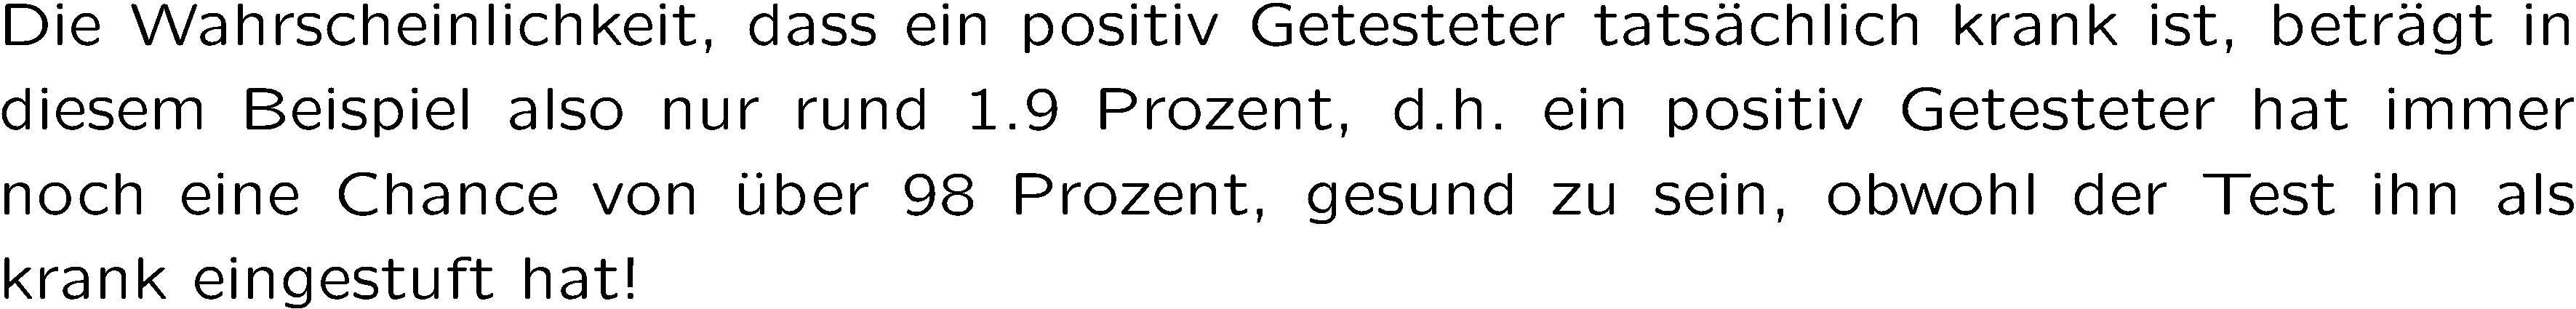 Die Wahrscheinlichkeit, dass ein positiv Getesteter tatsächlich krank ist, beträgt in
diesem Beispiel also nur rund 1.9 Prozent, d.h. ein positiv Getesteter hat immer
noch eine Chance von über 98 Prozent, gesund zu sein, obwohl der Test ihn als
krank eingestuft hat!